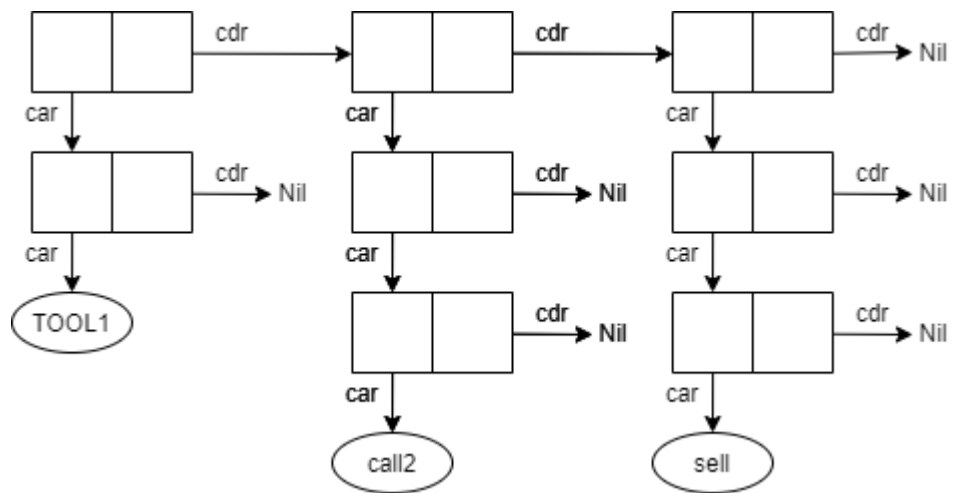 cdr cdr cdr
Nil
car car car
cdr cdr cdr
Nil Nil Nil
car car car
TOOL1 cdr cdr
Nil Nil
car car
call2 sell